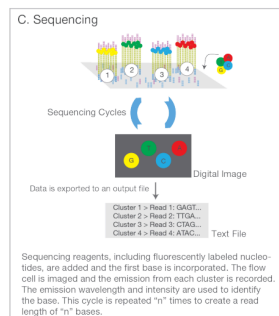 C. Sequencing
1
2
3
4
G
Sequencing Cycles
T
A
G
C
Digital Image
Data is exported to an output file
Cluster 1 > Read 1: GAGT...
Cluster 2 > Read 2: TTGA...
Cluster 3 > Read 3: CTAG...
Cluster 4 > Read 4: ATAC...
Text File
Sequencing reagents, including fluorescently labeled nucleo-
tides, are added and the first base is incorporated. The flow
cell is imaged and the emission from each cluster is recorded.
The emission wavelength and intensity are used to identify
the base. This cycle is repeated "n" times to create a read
length of "n" bases.